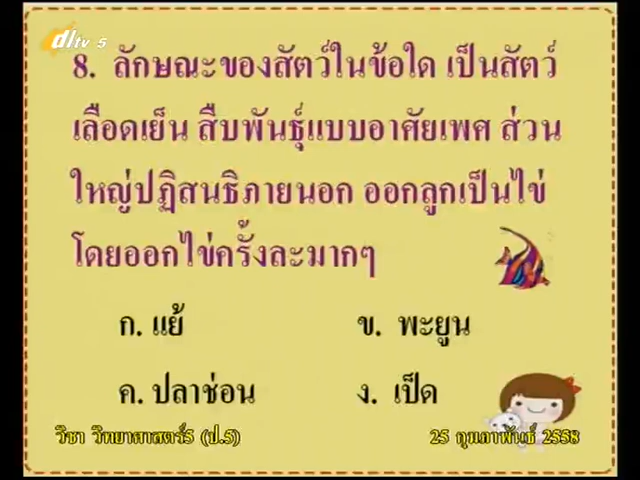 dltv 5
8. ลักษณะของสัตว์ในข้อใด เป็นสัตว์
เลือดเย็น สืบพันธุ์แบบอาศัยเพศ ส่วน
ใหญ่ปฏิสนธิภายนอก ออกลูกเป็นไข่
โดยออกไข่ครั้งละมากๆ
ก. แย้ ข. พะยูน
ค. ปลาช่อน ง. เป็ด
วิชา วิทยาศาสตร์5 (ป.5) 25 กุมภาพันธ์ 2558